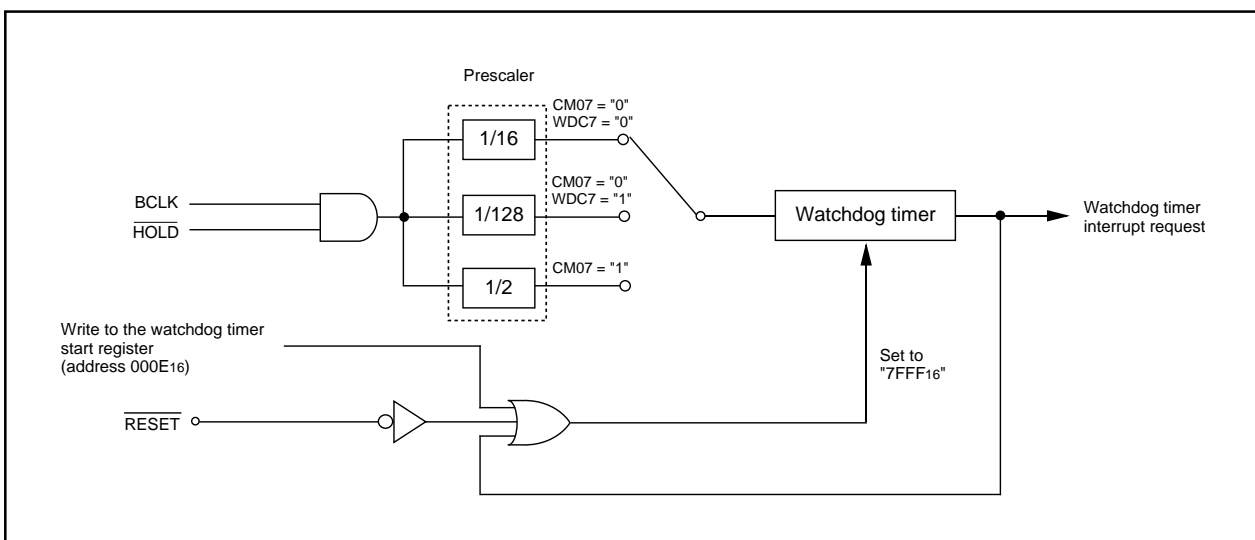 Prescaler
CM07 = "0"
WDC7 = "0"
1/16
CM07 = "0"
WDC7 = "1"
1/128
CM07 = "1"
1/2
BCLK
HOLD
Watchdog timer
Watchdog timer
interrupt request
Write to the watchdog timer
start register
(address 000E16)
Set to
"7FFF16"
RESET